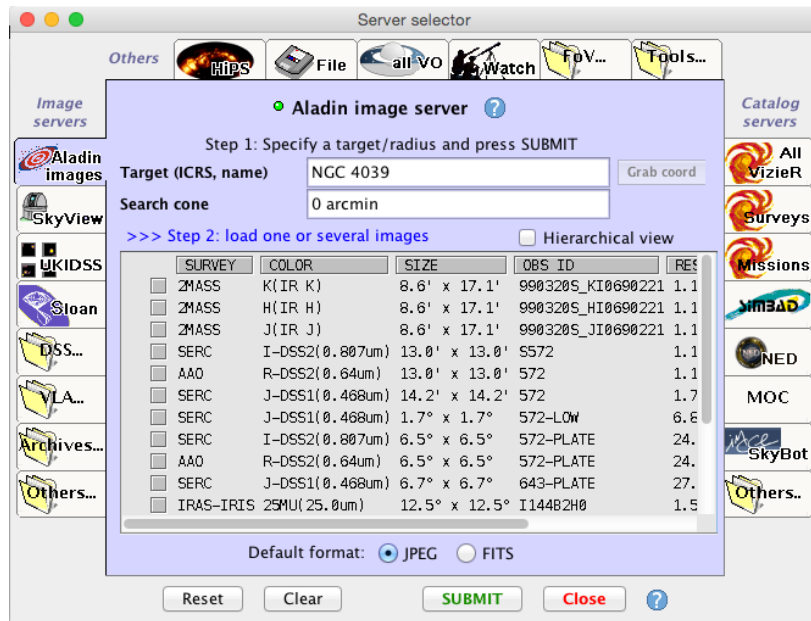 Server selector
Others
HiPS
File
all VO
Watch
FoV...
Tools...
Image
servers
Catalog
servers
Aladin
images
SkyView
UKIDSS
Sloan
DSS...
VLA...
Archives...
Others...
Aladin image server ?
Step 1: Specify a target/radius and press SUBMIT
Target (ICRS, name) NGC 4039 Grab coord
Search cone 0 arcmin
>>> Step 2: load one or several images Hierarchical view
SURVEY COLOR SIZE OBS ID RES
2MASS K(IR K) 8.6' x 17.1' 990320S_KI0690221 1.1
2MASS H(IR H) 8.6' x 17.1' 990320S_HI0690221 1.1
2MASS J(IR J) 8.6' x 17.1' 990320S_JI0690221 1.1
SERC I-DSS2(0.807um) 13.0' x 13.0' S572 1.1
AAO R-DSS2(0.64um) 13.0' x 13.0' 572 1.1
SERC J-DSS1(0.468um) 14.2' x 14.2' 572 1.7
SERC J-DSS1(0.468um) 1.7° x 1.7° 572-LOW 6.8
SERC I-DSS2(0.807um) 6.5° x 6.5° 572-PLATE 24.
AAO R-DSS2(0.64um) 6.5° x 6.5° 572-PLATE 24.
SERC J-DSS1(0.468um) 6.7° x 6.7° 643-PLATE 27.
IRAS-IRIS 25MU(25.0um) 12.5° x 12.5° I144B2H0 1.5
Default format: JPEG FITS
All
VizieR
Surveys
Missions
SIMBAD
NED
MOC
SkyBot
Others..
Reset Clear SUBMIT Close ?